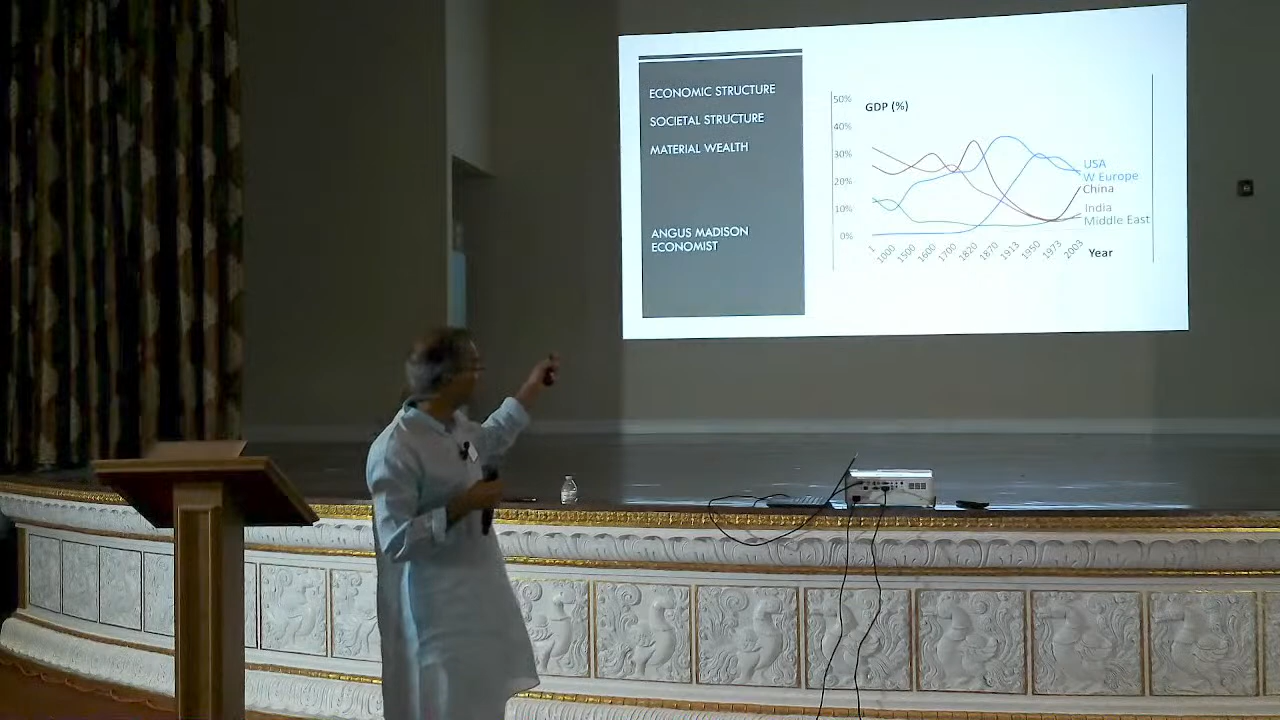 ECONOMIC STRUCTURE
SOCIETAL STRUCTURE
MATERIAL WEALTH
ANGUS MADISON
ECONOMIST
GDP (%)
50%
40%
30%
20%
10%
0%
USA
W Europe
China
India
Middle East
1 1000 1500 1600 1700 1820 1870 1913 1950 1973 2003
Year